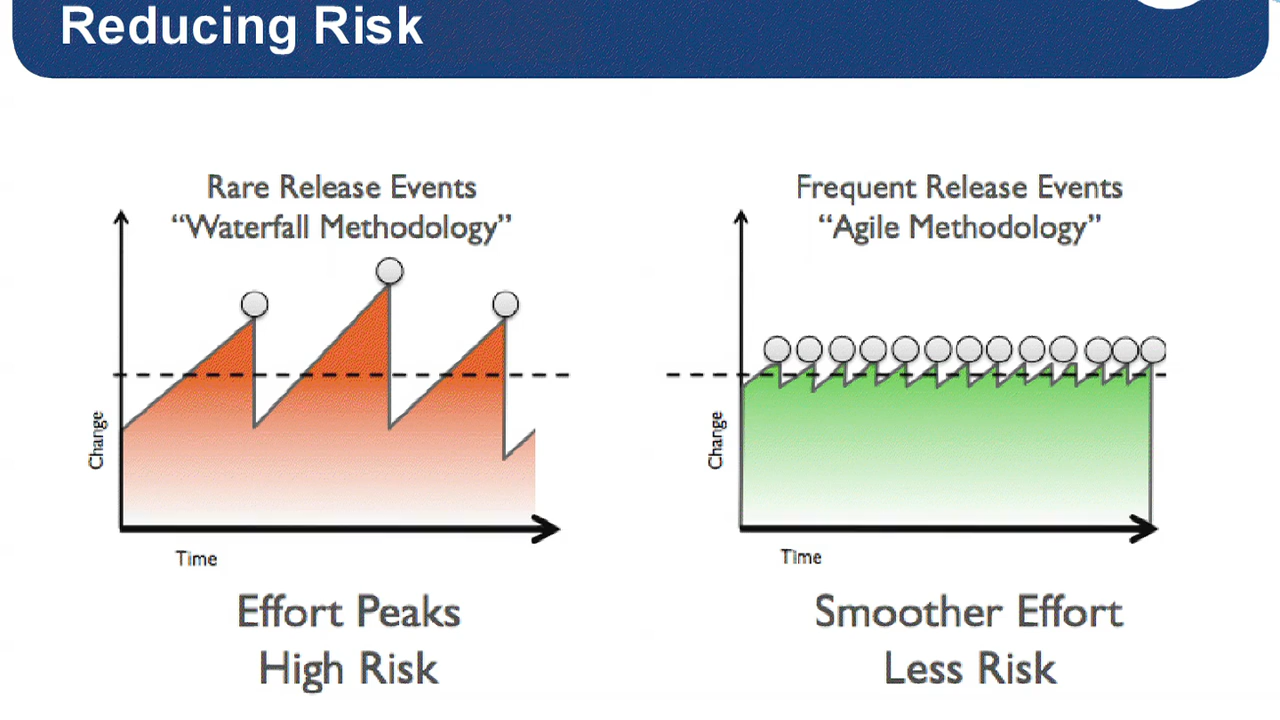 Reducing Risk
Rare Release Events
“Waterfall Methodology”
Change
Time
Effort Peaks
High Risk
Frequent Release Events
“Agile Methodology”
Change
Time
Smoother Effort
Less Risk